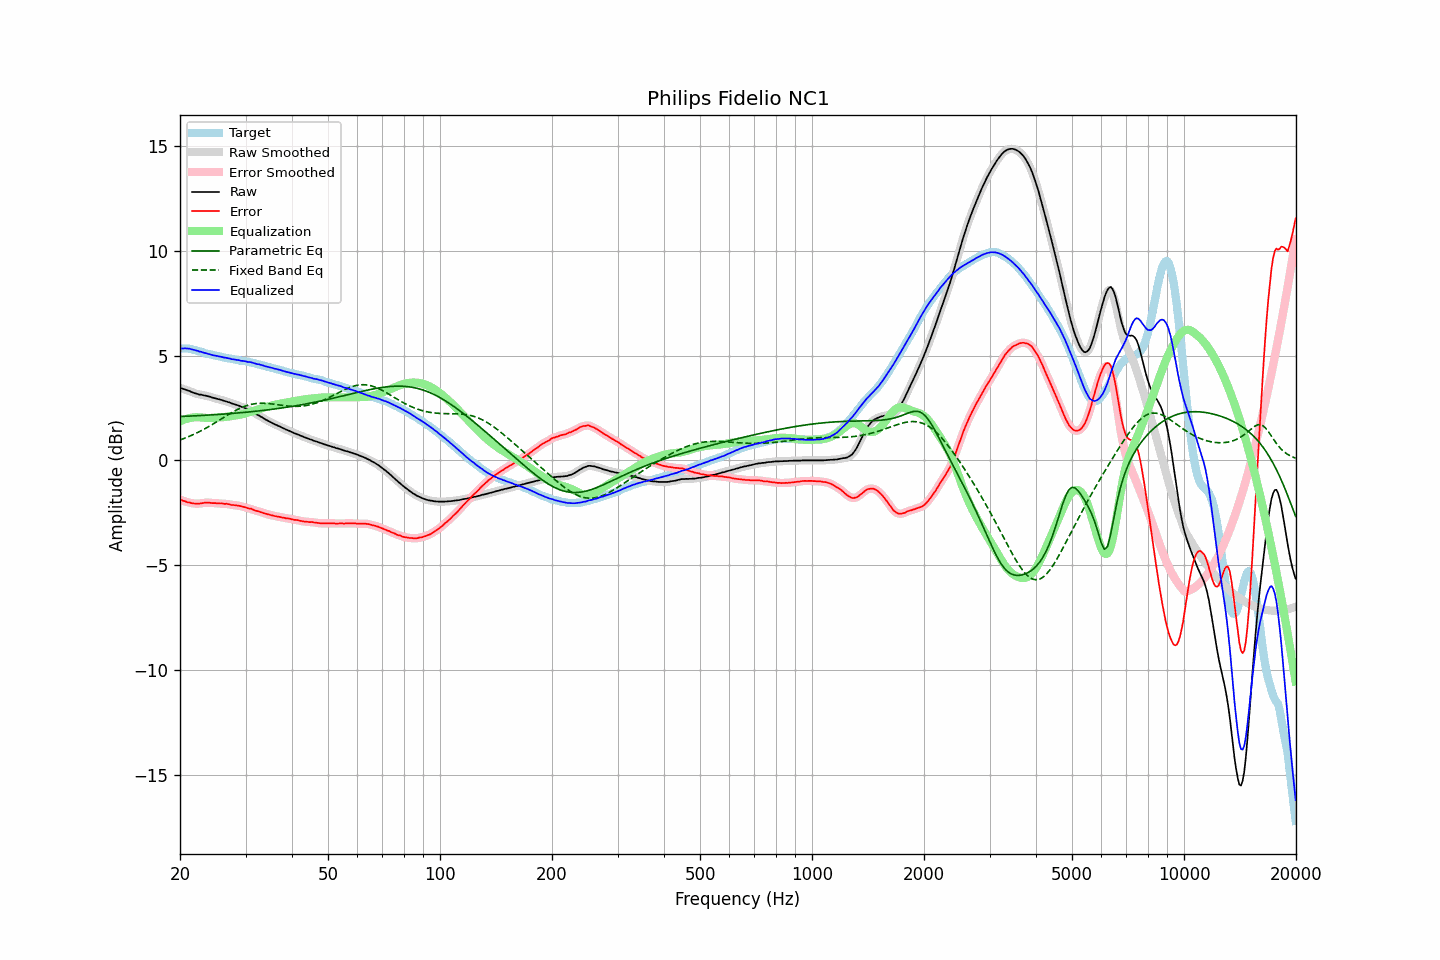 Philips Fidelio NC1
Target
Raw Smoothed
Error Smoothed
Raw
Error
Equalization
Parametric Eq
Fixed Band Eq
Equalized
15
10
5
0
−5
−10
−15
Amplitude (dBr)
20 50 100 200 500 1000 2000 5000 10000 20000
Frequency (Hz)